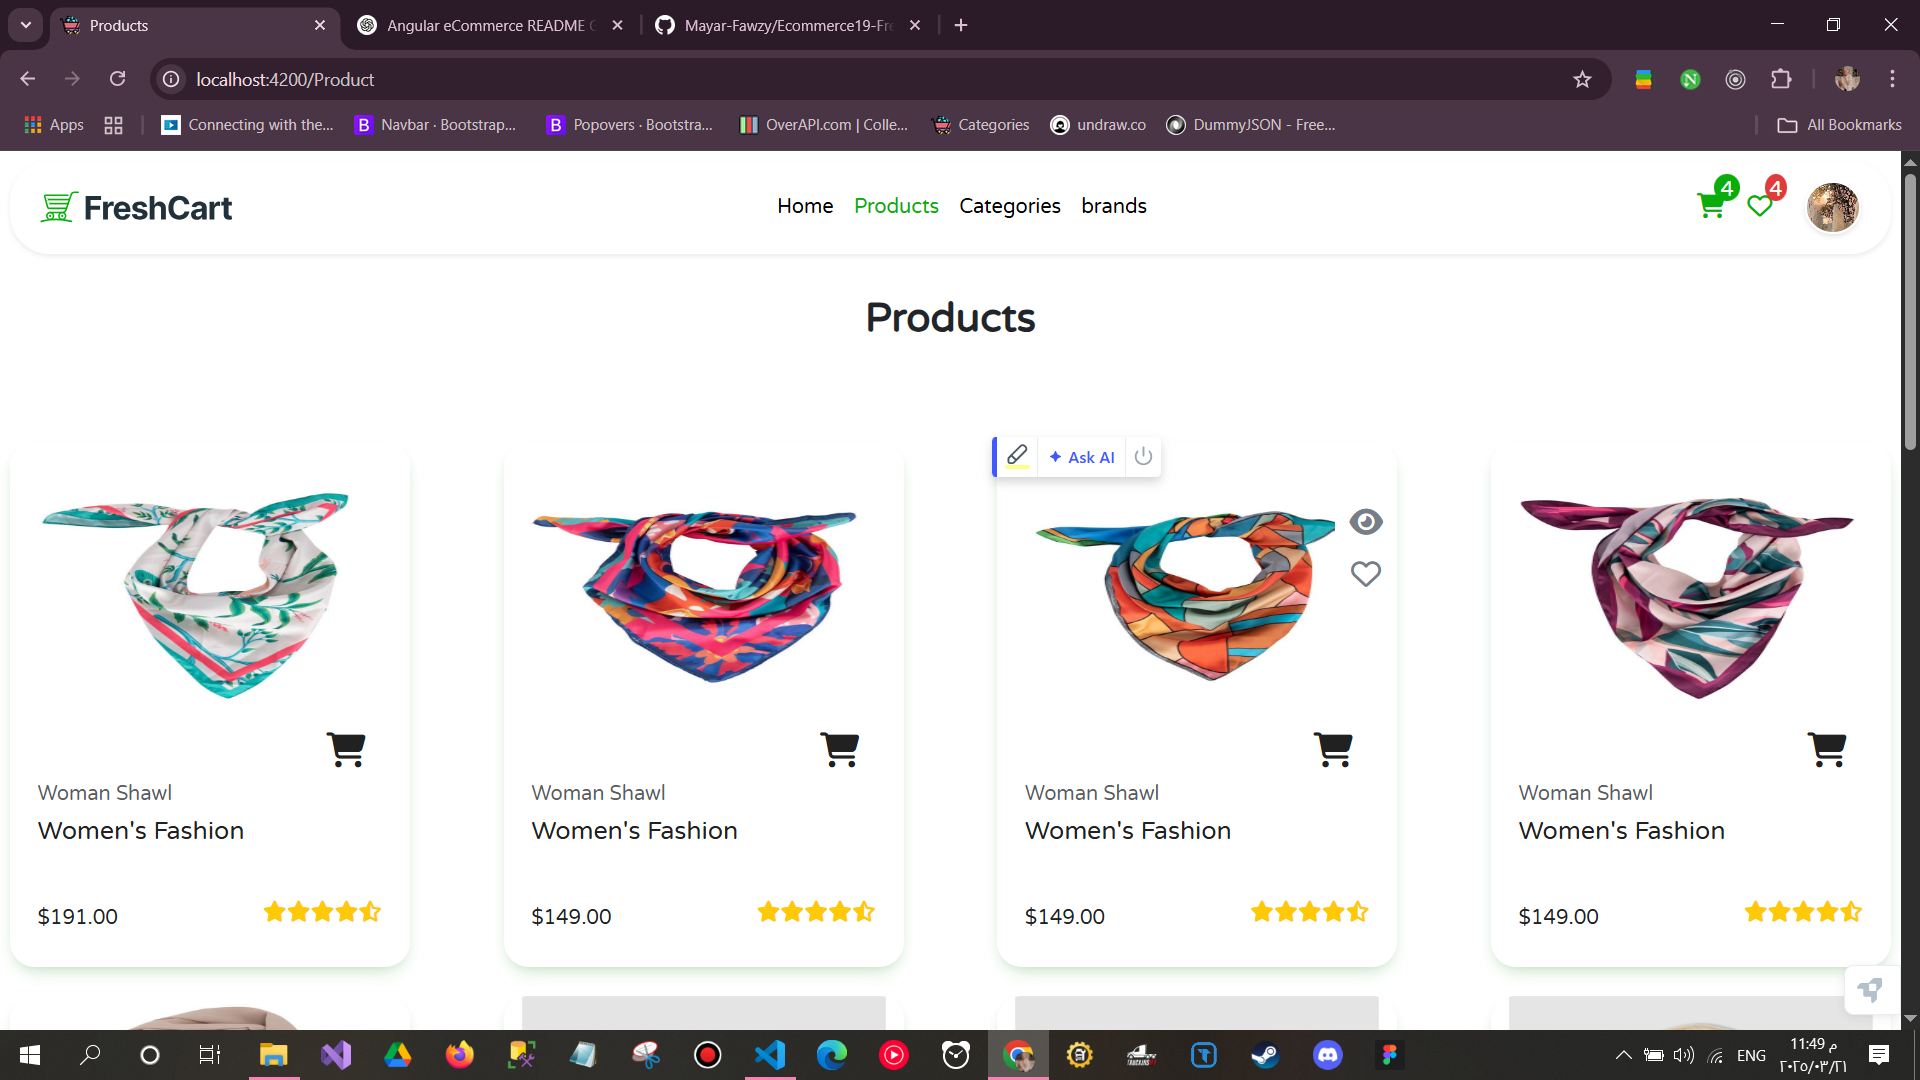 Products
Angular eCommerce README G
Mayar-Fawzy/Ecommerce19-Fre
localhost:4200/Product
Apps
Connecting with the...
Navbar · Bootstrap...
Popovers · Bootstra...
OverAPI.com | Colle...
Categories
undraw.co
DummyJSON - Free...
All Bookmarks
FreshCart
Home
Products
Categories
brands
4
4
Products
Ask AI
Woman Shawl
Women's Fashion
$191.00
Woman Shawl
Women's Fashion
$149.00
Woman Shawl
Women's Fashion
$149.00
Woman Shawl
Women's Fashion
$149.00
ENG
11:49 م
٢٠٢٥/٠٣/٢١